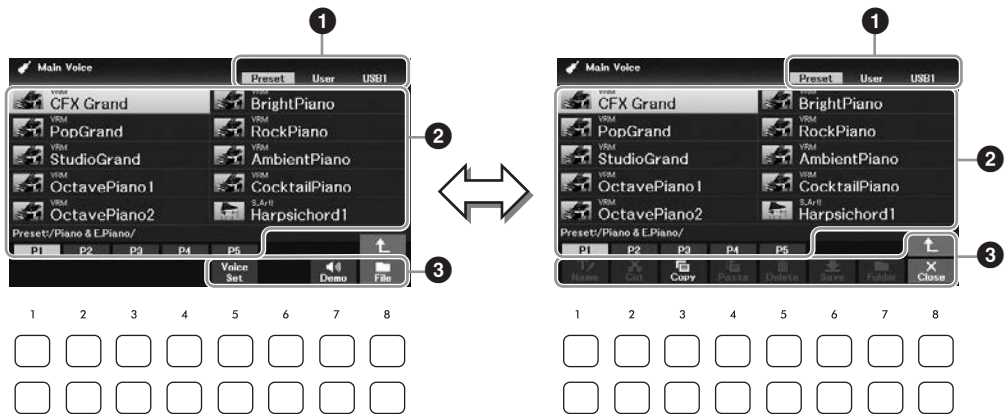 1
1
Main Voice
Preset User USB1
VRM
CFX Grand
VRM
BrightPiano
VRM
PopGrand
VRM
RockPiano
VRM
StudioGrand
VRM
AmbientPiano
VRM
OctavePiano1
VRM
CocktailPiano
VRM
OctavePiano2
S.Art!
Harpsichord1
Preset:/Piano & E.Piano/
P1 P2 P3 P4 P5
Voice Set
Demo
File
2
3
1 2 3 4 5 6 7 8
Main Voice
Preset User USB1
VRM
CFX Grand
VRM
BrightPiano
VRM
PopGrand
VRM
RockPiano
VRM
StudioGrand
VRM
AmbientPiano
VRM
OctavePiano1
VRM
CocktailPiano
VRM
OctavePiano2
S.Art!
Harpsichord1
Preset:/Piano & E.Piano/
P1 P2 P3 P4 P5
Name Cut Copy Paste Delete Save Folder Close
2
3
1 2 3 4 5 6 7 8